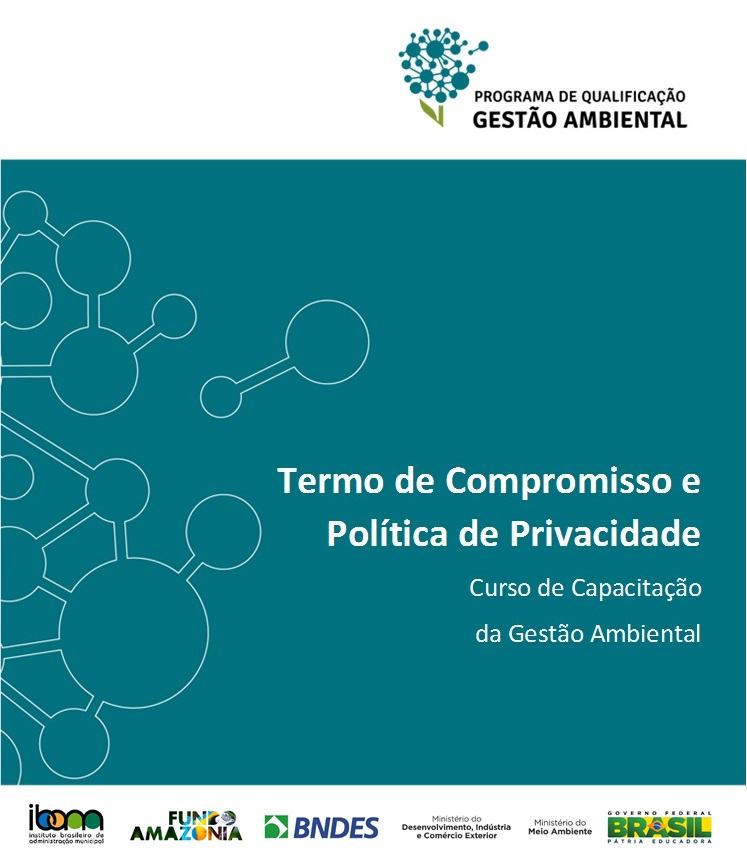 PROGRAMA DE QUALIFICAÇÃO
GESTÃO AMBIENTAL
Termo de Compromisso e
Política de Privacidade
Curso de Capacitação
da Gestão Ambiental
ibam
instituto brasileiro de
administração municipal
FUNDO
AMAZÔNIA
BNDES
Ministério do
Desenvolvimento, Indústria
e Comércio Exterior
Ministério do
Meio Ambiente
GOVERNO FEDERAL
BRASIL
PÁTRIA EDUCADORA